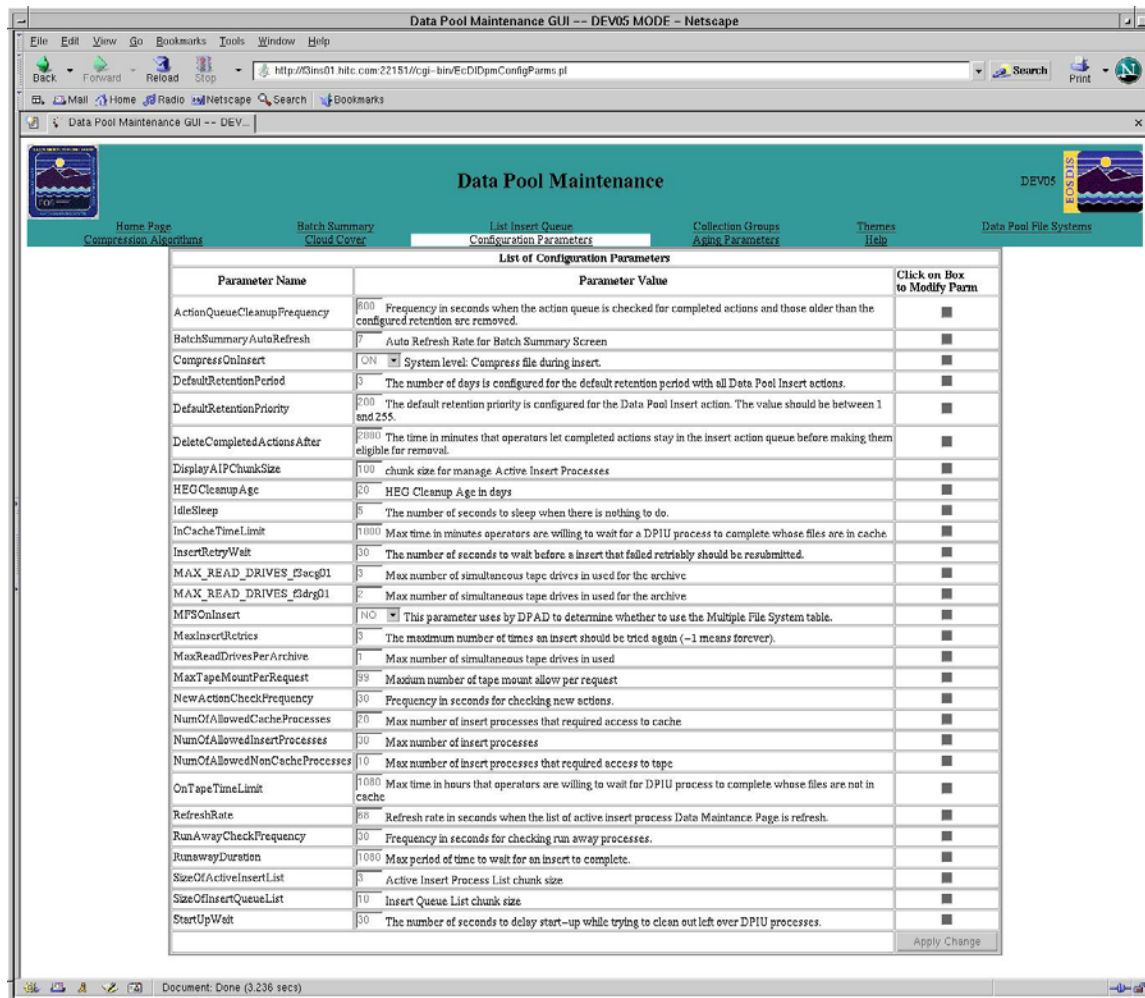 Data Pool Maintenance GUI -- DEV05 MODE - Netscape
File Edit View Go Bookmarks Tools Window Help
Back Forward Reload Stop http://f3ins01.hitc.com:22151//cgi-bin/EcDlDpmConfigParms.pl Search Print N
Mail Home Radio Netscape Search Bookmarks
Data Pool Maintenance GUI -- DEV...
EOS Data Pool Maintenance DEV05 EOSDIS
Home Page Batch Summary List Insert Queue Collection Groups Themes Data Pool File Systems
Compression Algorithms Cloud Cover Configuration Parameters Aging Parameters Help
List of Configuration Parameters
Parameter Name Parameter Value Click on Box
to Modify Parm
ActionQueueCleanupFrequency 600 Frequency in seconds when the action queue is checked for completed actions and those older than the
configured retention are removed.
BatchSummaryAutoRefresh 7 Auto Refresh Rate for Batch Summary Screen
CompressOnInsert ON System level: Compress file during insert.
DefaultRetentionPeriod 3 The number of days is configured for the default retention period with all Data Pool Insert actions.
DefaultRetentionPriority 200 The default retention priority is configured for the Data Pool Insert action. The value should be between 1
and 255.
DeleteCompletedActionsAfter 2880 The time in minutes that operators let completed actions stay in the insert action queue before making them
eligible for removal.
DisplayAIPChunkSize 100 chunk size for manage Active Insert Processes
HEGCleanupAge 20 HEG Cleanup Age in days
IdleSleep 5 The number of seconds to sleep when there is nothing to do.
InCacheTimeLimit 1800 Max time in minutes operators are willing to wait for a DPIU process to complete whose files are in cache
InsertRetryWait 30 The number of seconds to wait before a insert that failed retriably should be resubmitted.
MAX_READ_DRIVES_f3acg01 3 Max number of simultaneous tape drives in used for the archive
MAX_READ_DRIVES_f3drg01 2 Max number of simultaneous tape drives in used for the archive
MFSOnInsert NO This parameter uses by DPAD to determine whether to use the Multiple File System table.
MaxInsertRetries 3 The maximum number of times an insert should be tried again (-1 means forever).
MaxReadDrivesPerArchive 1 Max number of simultaneous tape drives in used
MaxTapeMountPerRequest 99 Maxium number of tape mount allow per request
NewActionCheckFrequency 30 Frequency in seconds for checking new actions.
NumOfAllowedCacheProcesses 20 Max number of insert processes that required access to cache
NumOfAllowedInsertProcesses 30 Max number of insert processes
NumOfAllowedNonCacheProcesses 10 Max number of insert processes that required access to tape
OnTapeTimeLimit 1080 Max time in hours that operators are willing to wait for DPIU process to complete whose files are not in
cache
RefreshRate 68 Refresh rate in seconds when the list of active insert process Data Maintance Page is refresh.
RunAwayCheckFrequency 30 Frequency in seconds for checking run away processes.
RunawayDuration 1080 Max period of time to wait for an insert to complete.
SizeOfActiveInsertList 3 Active Insert Process List chunk size
SizeOfInsertQueueList 10 Insert Queue List chunk size
StartUpWait 30 The number of seconds to delay start-up while trying to clean out left over DPIU processes.
Apply Change
Document: Done (3.236 secs)